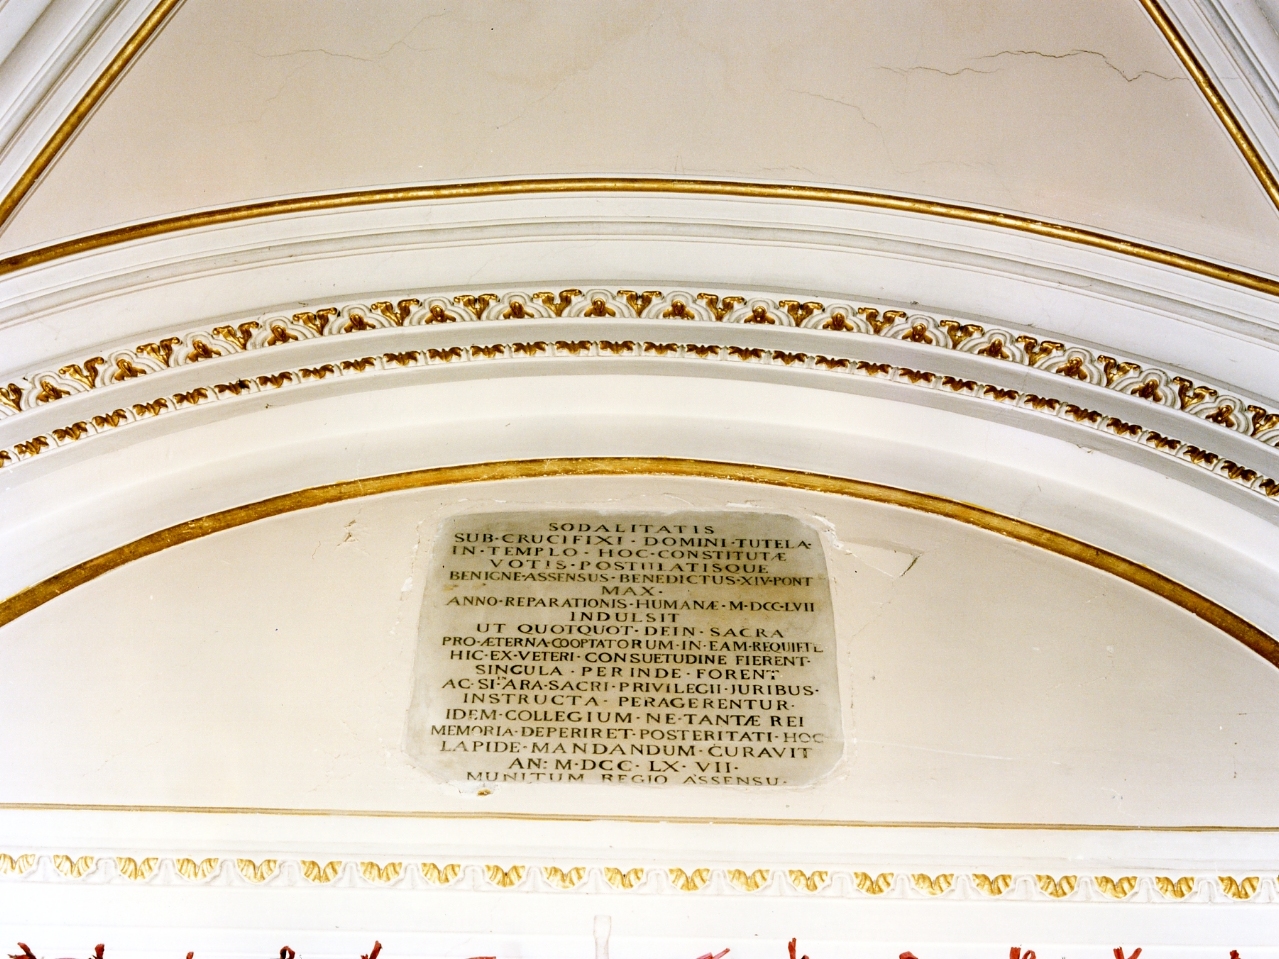 SODALITATIS
SUB·CRUCIFIXI·DOMINI·TUTELA
IN·TEMPLO·HOC·CONSTITUTÆ
VOTIS·POSTULATISQUE
BENIGNE·ASSENSUS·BENEDICTUS·XIV·PONT
MAX·
ANNO·REPARATIONIS·HUMANÆ·M·DCC·LVII
INDULSIT
UT QUOTQUOT·DEIN·SACRA
PRO·ÆTERNA·COOPTATORUM·IN·EAM·REQUIETE
HIC·EX·VETERI·CONSUETUDINE FIERENT
SINGULA·PERINDE·FORENT
AC·SI·ARA·SACRI·PRIVILEGII·JURIBUS·
INSTRUCTA·PERAGERENTUR·
IDEM·COLLEGIUM·NE·TANTÆ REI
MEMORIA·DEPERIRET·POSTERITATI·HOC
LAPIDE·MANDANDUM·CURAVIT
AN: M·DCC·LX·VII·
MUNITUM REGIO ASSENSU·